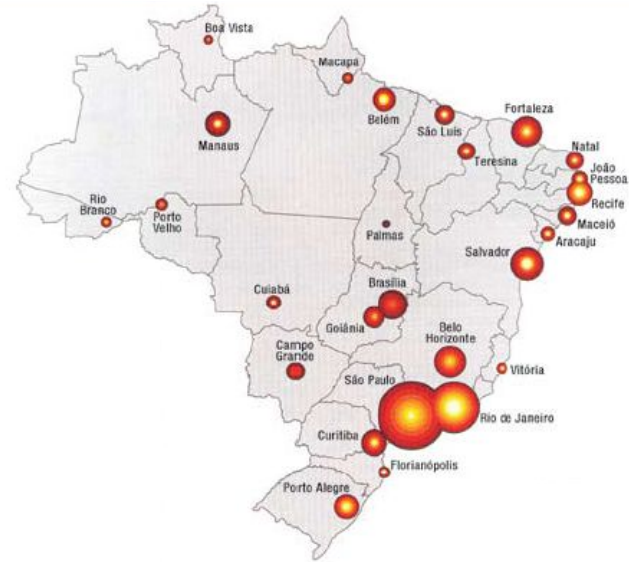 Boa Vista
Macapá
Belém
São Luís
Fortaleza
Manaus
Teresina
Natal
João
Pessoa
Recife
Rio
Branco
Porto
Velho
Maceió
Palmas
Aracaju
Salvador
Brasília
Cuiabá
Goiânia
Belo
Horizonte
Campo
Grande
Vitória
São Paulo
Rio de Janeiro
Curitiba
Florianópolis
Porto Alegre